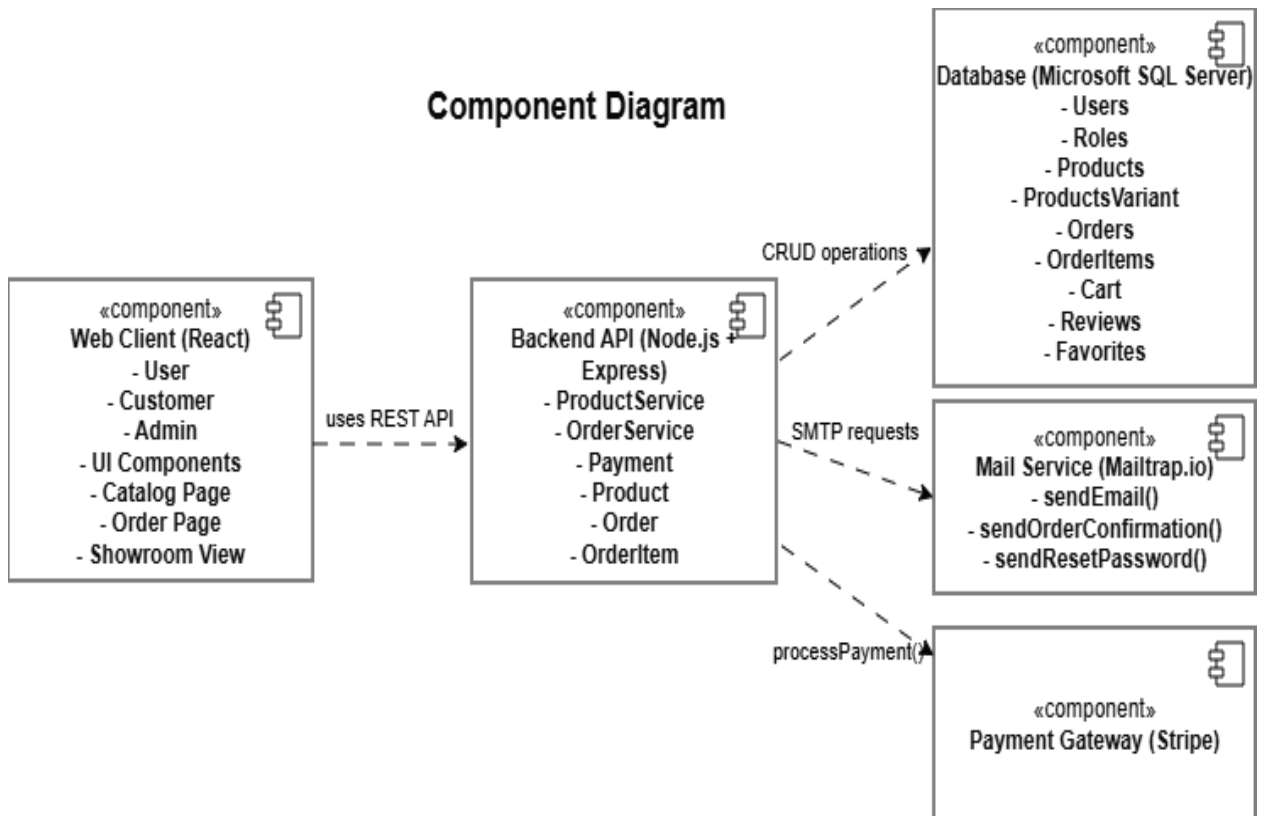 Component Diagram
«component»
Web Client (React)
- User
- Customer
- Admin
- UI Components
- Catalog Page
- Order Page
- Showroom View
uses REST API
«component»
Backend API (Node.js +
Express)
- ProductService
- OrderService
- Payment
- Product
- Order
- OrderItem
CRUD operations
SMTP requests
processPayment()
«component»
Database (Microsoft SQL Server)
- Users
- Roles
- Products
- ProductsVariant
- Orders
- OrderItems
- Cart
- Reviews
- Favorites
«component»
Mail Service (Mailtrap.io)
- sendEmail()
- sendOrderConfirmation()
- sendResetPassword()
«component»
Payment Gateway (Stripe)